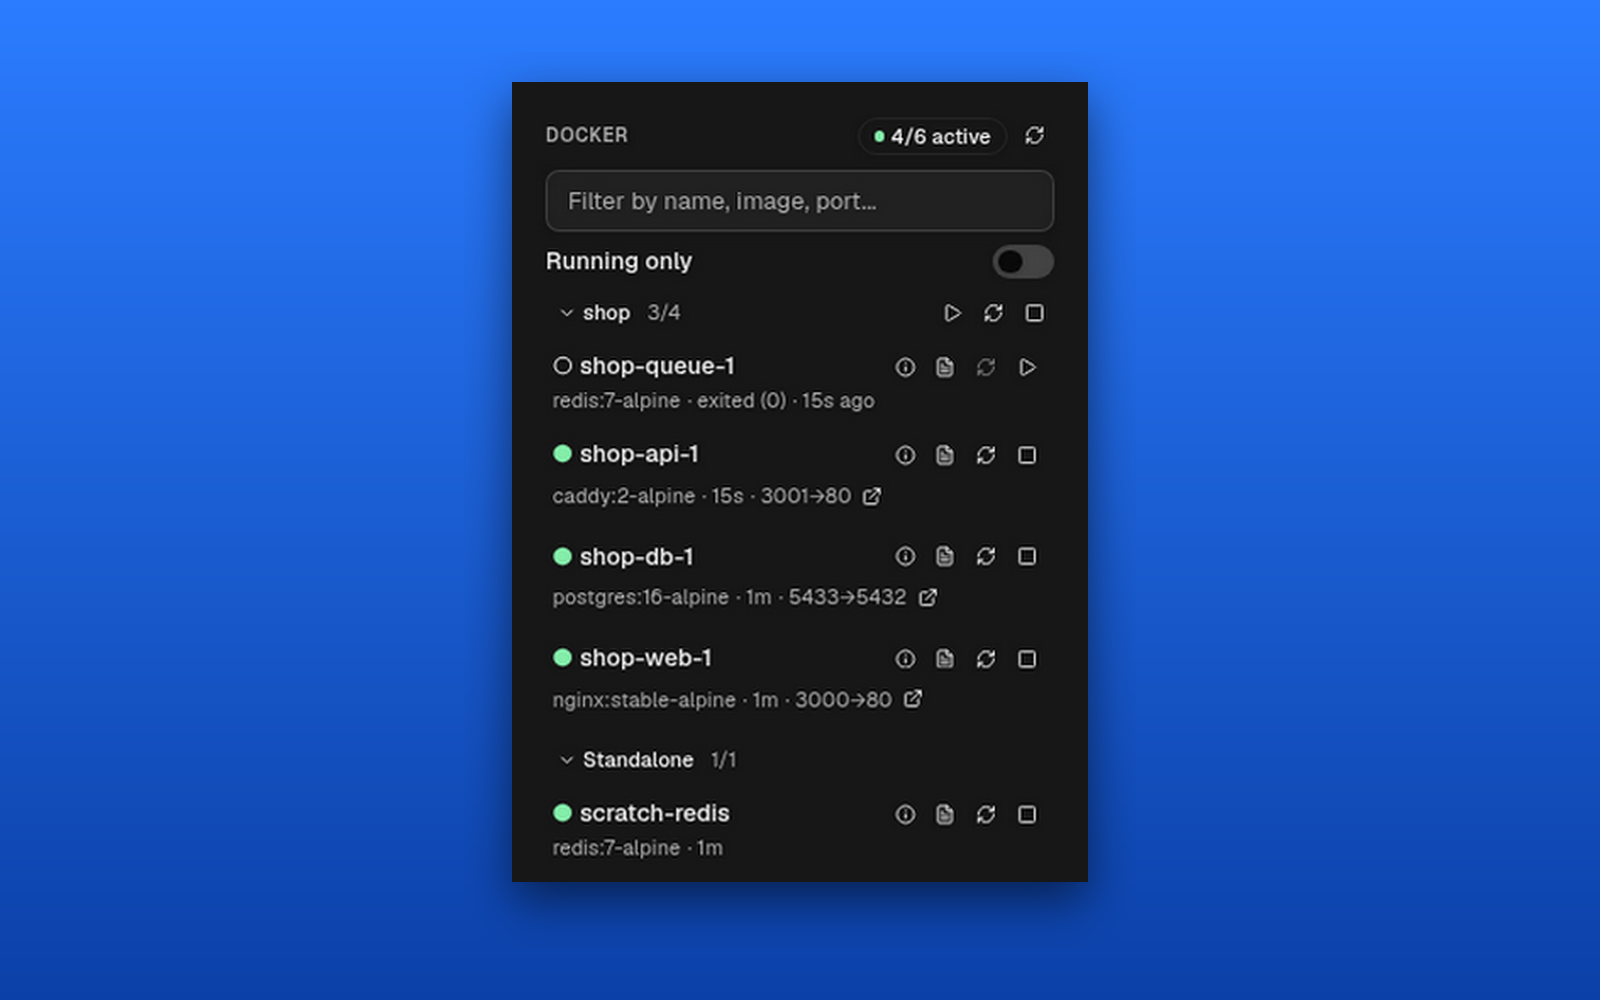 DOCKER 4/6 active
Filter by name, image, port...
Running only
shop 3/4
shop-queue-1
redis:7-alpine · exited (0) · 15s ago
shop-api-1
caddy:2-alpine · 15s · 3001→80
shop-db-1
postgres:16-alpine · 1m · 5433→5432
shop-web-1
nginx:stable-alpine · 1m · 3000→80
Standalone 1/1
scratch-redis
redis:7-alpine · 1m